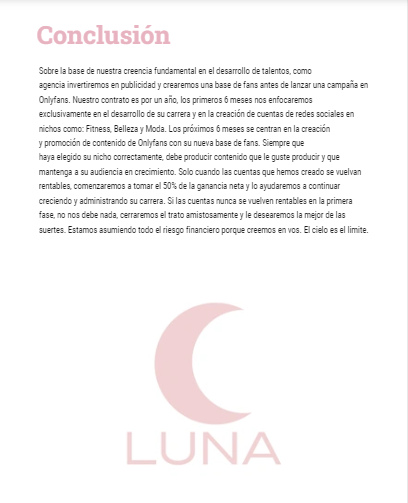 Conclusión
Sobre la base de nuestra creencia fundamental en el desarrollo de talentos, como
agencia invertiremos en publicidad y crearemos una base de fans antes de lanzar una campaña en
Onlyfans. Nuestro contrato es por un año, los primeros 6 meses nos enfocaremos
exclusivamente en el desarrollo de su carrera y en la creación de cuentas de redes sociales en
nichos como: Fitness, Belleza y Moda. Los próximos 6 meses se centran en la creación
y promoción de contenido de Onlyfans con su nueva base de fans. Siempre que
haya elegido su nicho correctamente, debe producir contenido que le guste producir y que
mantenga a su audiencia en crecimiento. Solo cuando las cuentas que hemos creado se vuelvan
rentables, comenzaremos a tomar el 50% de la ganancia neta y lo ayudaremos a continuar
creciendo y administrando su carrera. Si las cuentas nunca se vuelven rentables en la primera
fase, no nos debe nada, cerraremos el trato amistosamente y le desearemos la mejor de las
suertes. Estamos asumiendo todo el riesgo financiero porque creemos en vos. El cielo es el limite.
LUNA